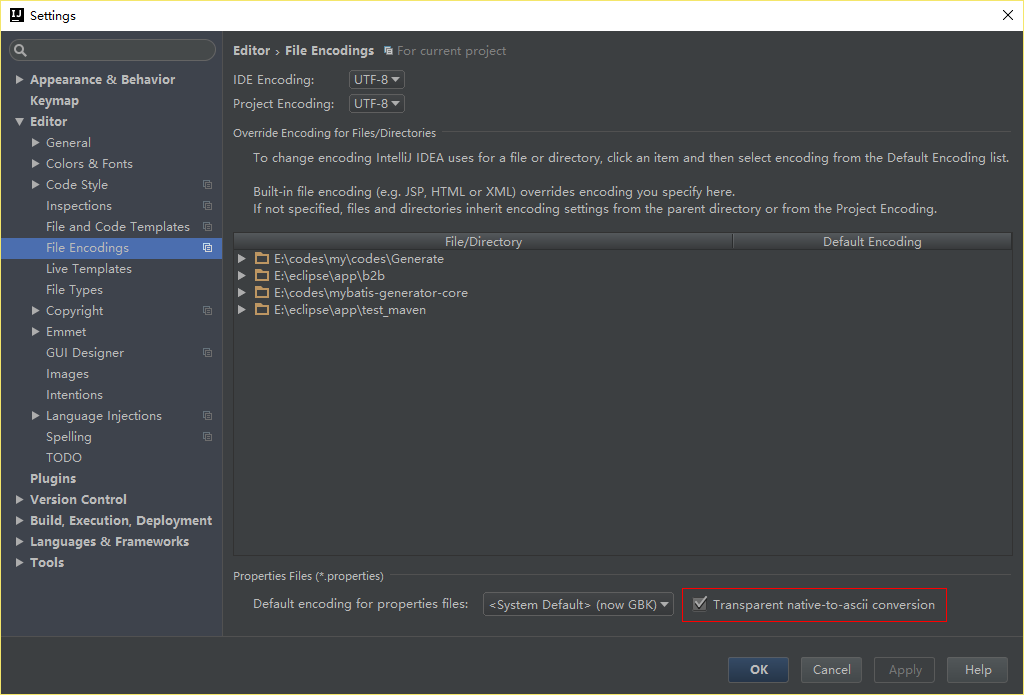 Settings
Appearance & Behavior
Keymap
Editor
General
Colors & Fonts
Code Style
Inspections
File and Code Templates
File Encodings
Live Templates
File Types
Copyright
Emmet
GUI Designer
Images
Intentions
Language Injections
Spelling
TODO
Plugins
Version Control
Build, Execution, Deployment
Languages & Frameworks
Tools
Editor › File Encodings For current project
IDE Encoding: UTF-8
Project Encoding: UTF-8
Override Encoding for Files/Directories
To change encoding IntelliJ IDEA uses for a file or directory, click an item and then select encoding from the Default Encoding list.
Built-in file encoding (e.g. JSP, HTML or XML) overrides encoding you specify here.
If not specified, files and directories inherit encoding settings from the parent directory or from the Project Encoding.
File/Directory Default Encoding
E:\codes\my\codes\Generate
E:\eclipse\app\b2b
E:\codes\mybatis-generator-core
E:\eclipse\app\test_maven
Properties Files (*.properties)
Default encoding for properties files: <System Default> (now GBK) Transparent native-to-ascii conversion
OK Cancel Apply Help